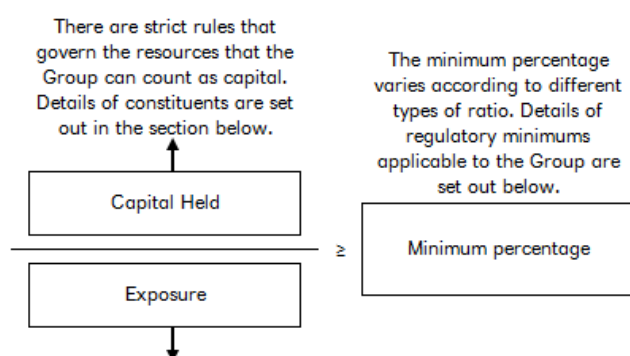 There are strict rules that
govern the resources that the
Group can count as capital.
Details of constituents are set
out in the section below.
The minimum percentage
varies according to different
types of ratio. Details of
regulatory minimums
applicable to the Group are
set out below.
Capital Held
≥
Minimum percentage
Exposure